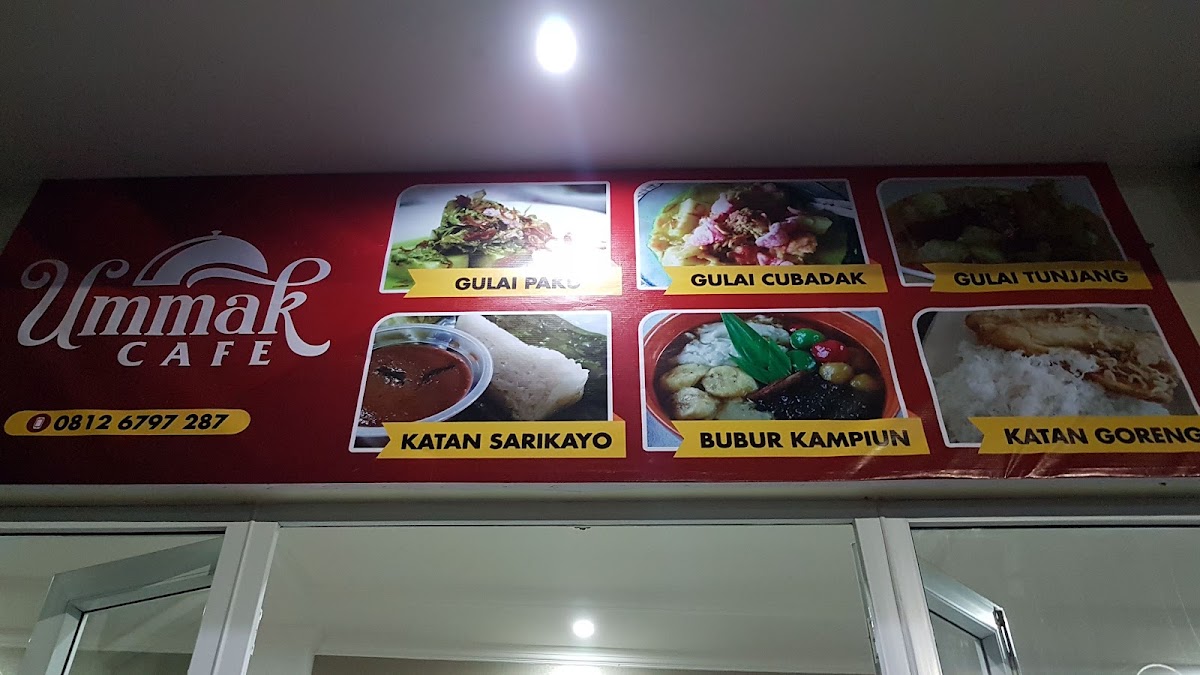 Ummak
CAFE
0812 6797 287
GULAI PAKU
GULAI CUBADAK
GULAI TUNJANG
KATAN SARIKAYO
BUBUR KAMPIUN
KATAN GORENG